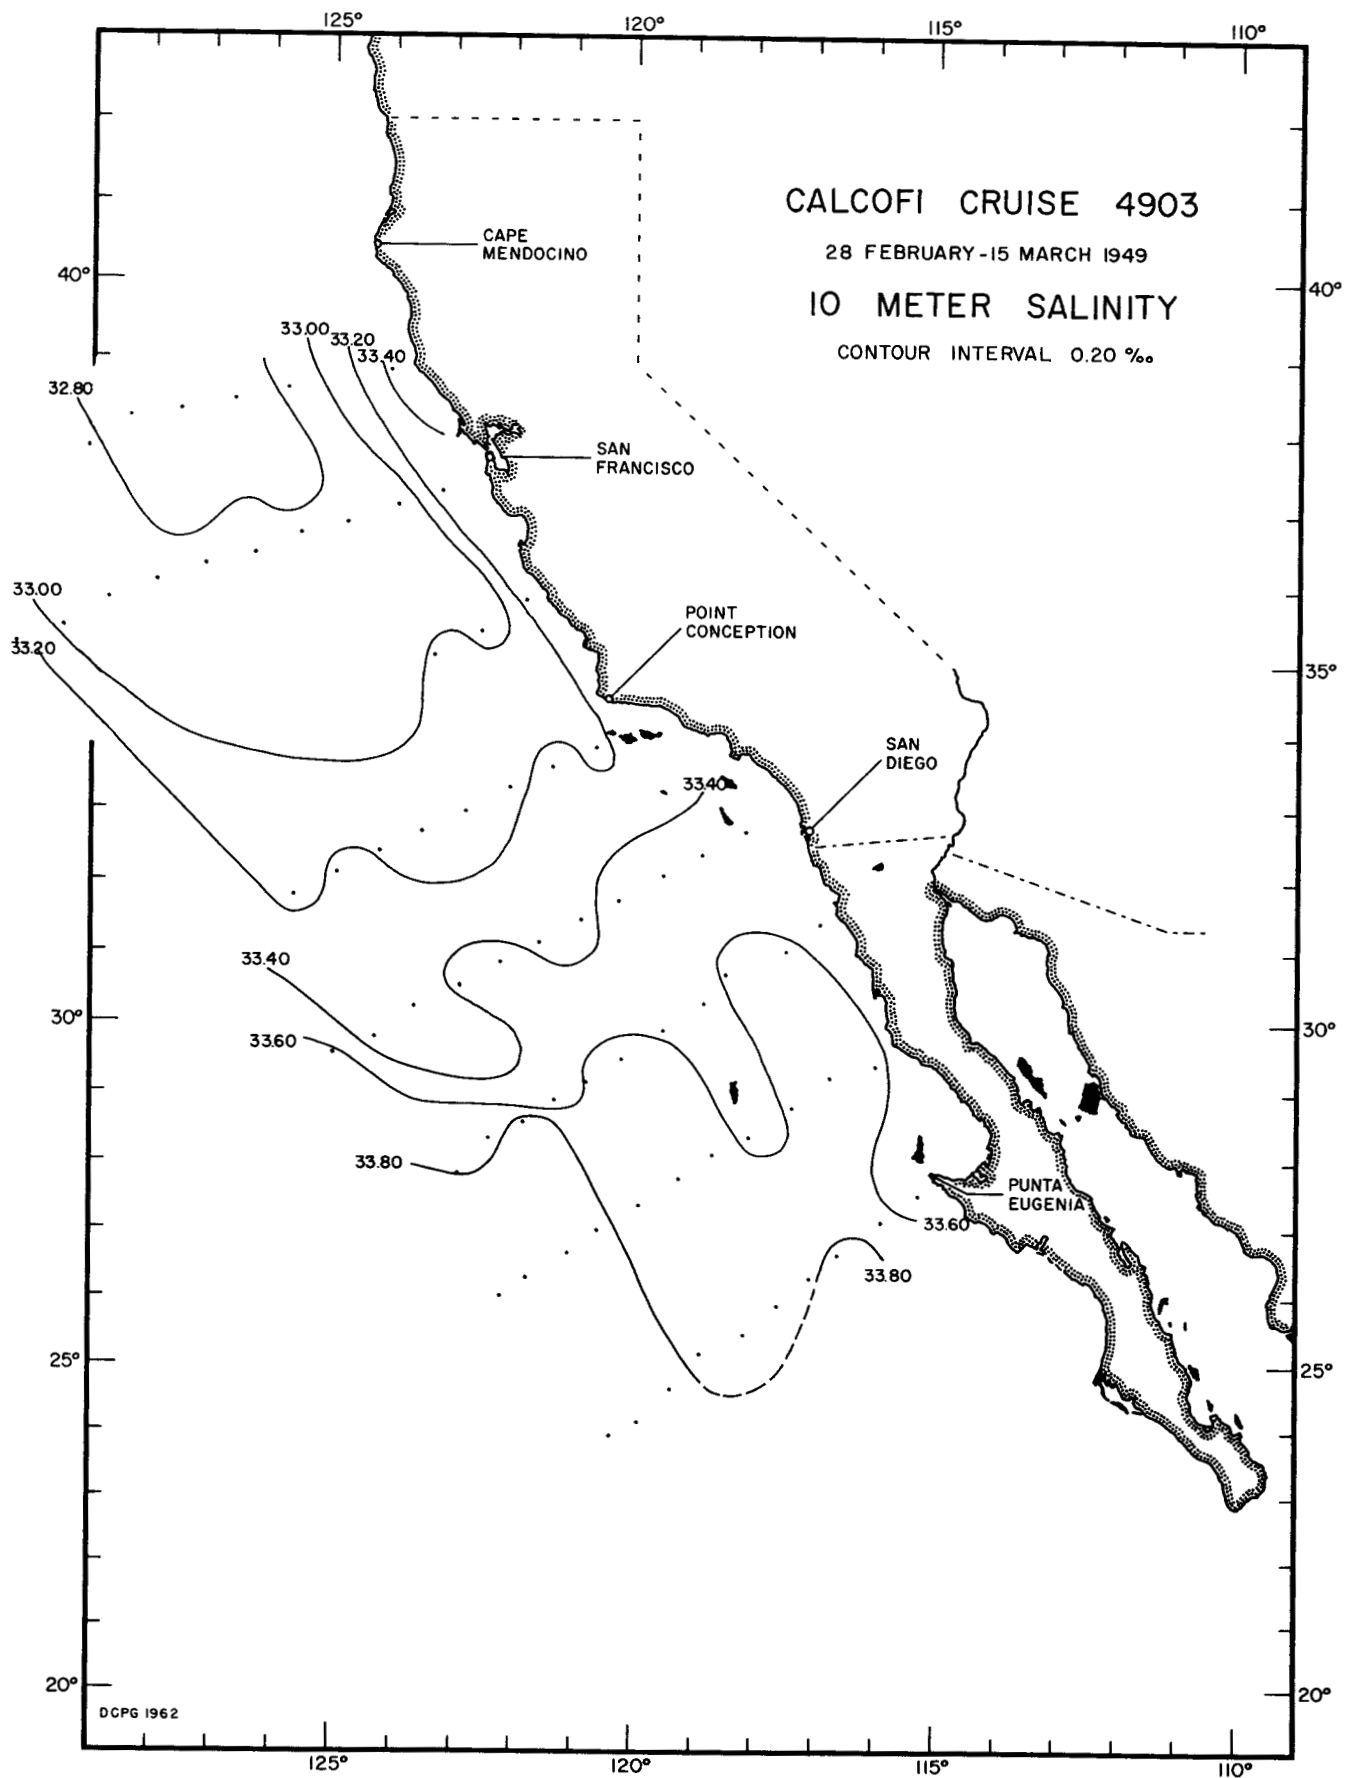 125° 120° 115° 110°
CALCOFI CRUISE 4903
28 FEBRUARY-15 MARCH 1949
10 METER SALINITY
CONTOUR INTERVAL 0.20 ‰
CAPE
MENDOCINO
40° 40°
33.00 33.20
33.40
32.80
SAN
FRANCISCO
33.00
33.20
POINT
CONCEPTION
35°
SAN
DIEGO
33.40
33.40
30° 30°
33.60
33.80
PUNTA
EUGENIA
33.60
33.80
25° 25°
20° 20°
DCPG 1962
125° 120° 115° 110°